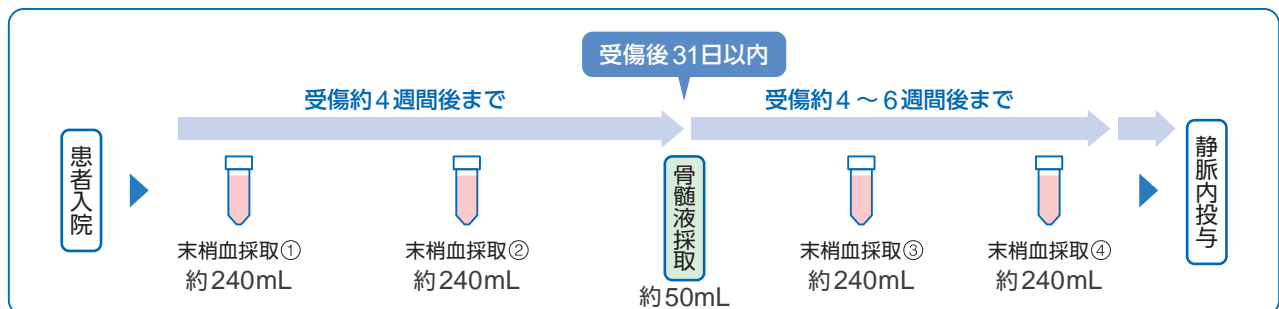 受傷後31日以内
受傷約4週間後まで
受傷約4～6週間後まで
患者入院
末梢血採取①
約240mL
末梢血採取②
約240mL
骨髄液採取
約50mL
末梢血採取③
約240mL
末梢血採取④
約240mL
静脈内投与